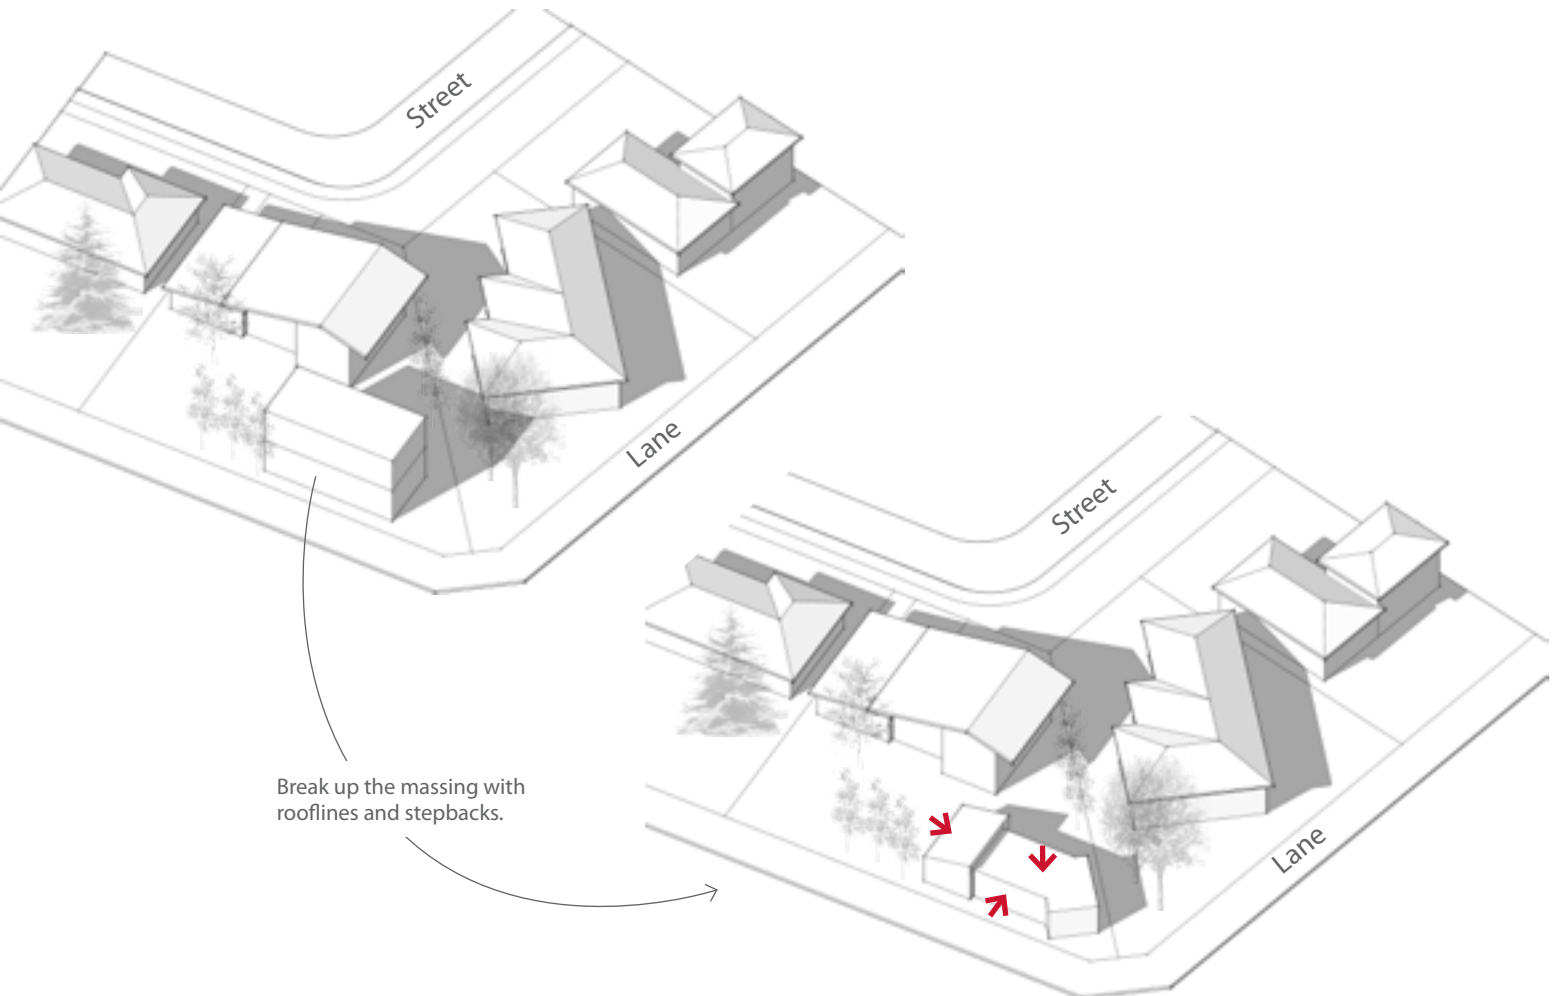 Street
Lane
Street
Break up the massing with
rooflines and stepbacks.
Lane